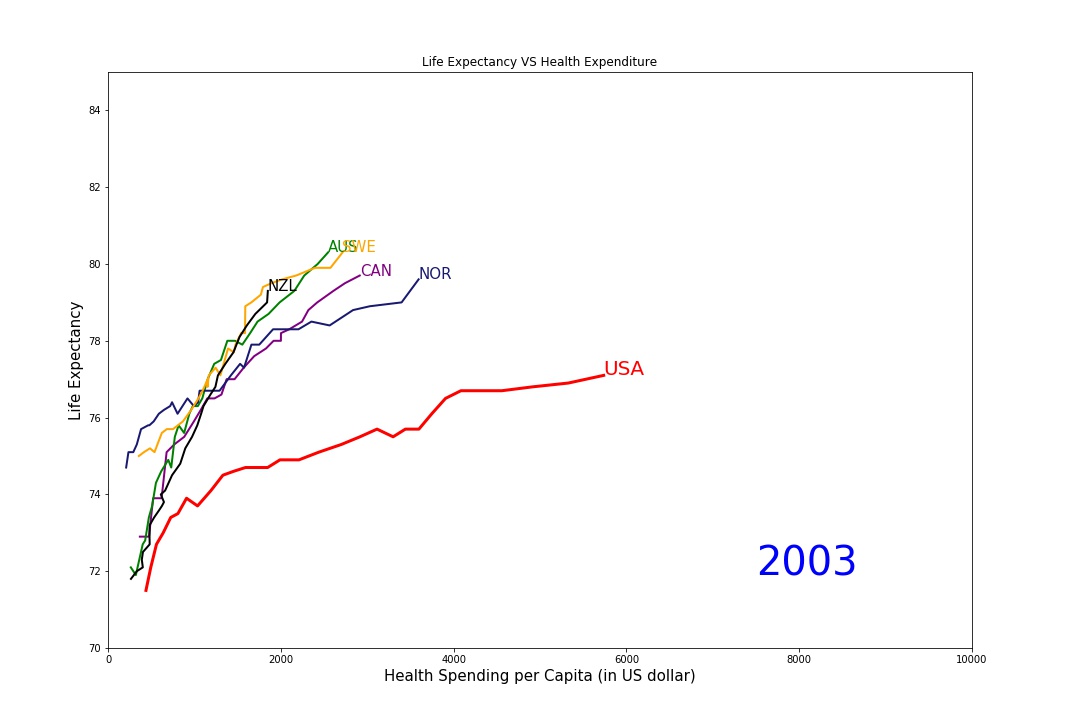 Life Expectancy VS Health Expenditure
84
82
80
78
76
74
72
70
Life Expectancy
AUS
SWE
CAN
NOR
NZL
USA
2003
0 2000 4000 6000 8000 10000
Health Spending per Capita (in US dollar)